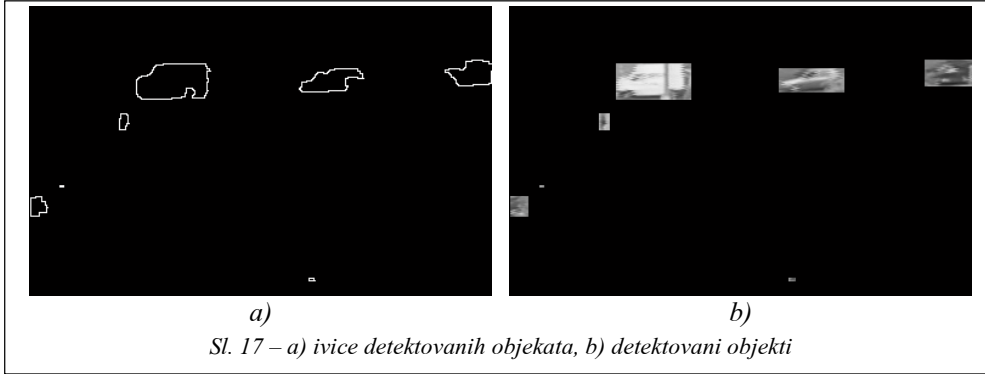 a) b)
Sl. 17 – a) ivice detektovanih objekata, b) detektovani objekti